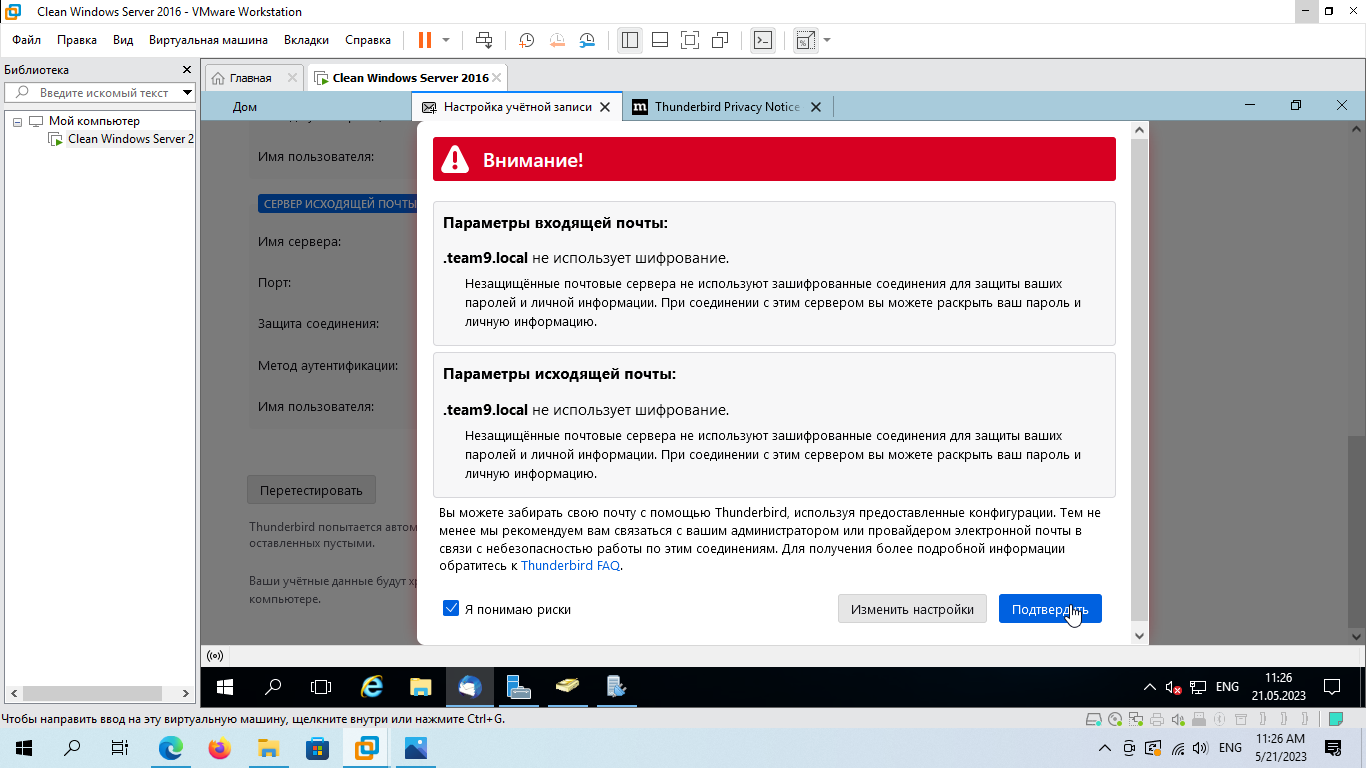 Clean Windows Server 2016 - VMware Workstation
Файл Правка Вид Виртуальная машина Вкладки Справка
Библиотека
Введите искомый текст
Мой компьютер
Clean Windows Server 2
Главная
Clean Windows Server 2016
Дом
Настройка учётной записи
Thunderbird Privacy Notice
Имя пользователя:
СЕРВЕР ИСХОДЯЩЕЙ ПОЧТЫ
Имя сервера:
Порт:
Защита соединения:
Метод аутентификации:
Имя пользователя:
Перетестировать
Thunderbird попытается автом
оставленных пустыми.
Ваши учётные данные будут хр
компьютере.
Внимание!
Параметры входящей почты:
.team9.local не использует шифрование.
Незащищённые почтовые сервера не используют зашифрованные соединения для защиты ваших
паролей и личной информации. При соединении с этим сервером вы можете раскрыть ваш пароль и
личную информацию.
Параметры исходящей почты:
.team9.local не использует шифрование.
Незащищённые почтовые сервера не используют зашифрованные соединения для защиты ваших
паролей и личной информации. При соединении с этим сервером вы можете раскрыть ваш пароль и
личную информацию.
Вы можете забирать свою почту с помощью Thunderbird, используя предоставленные конфигурации. Тем не
менее мы рекомендуем вам связаться с вашим администратором или провайдером электронной почты в
связи с небезопасностью работы по этим соединениям. Для получения более подробной информации
обратитесь к Thunderbird FAQ.
Я понимаю риски
Изменить настройки
Подтвердить
ENG
11:26
21.05.2023
Чтобы направить ввод на эту виртуальную машину, щелкните внутри или нажмите Ctrl+G.
ENG
11:26 AM
5/21/2023